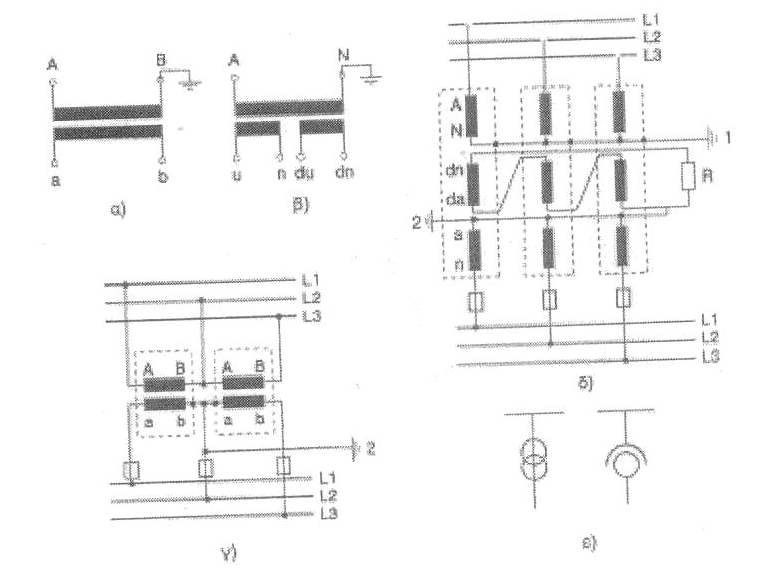 A B
a b
α)
A N
u n du dn
β)
L1
L2
L3
A
N
1
dn
da
R
2
a
n
L1
L2
L3
δ)
L1
L2
L3
A B A B
a b a b
2
L1
L2
L3
γ)
ε)